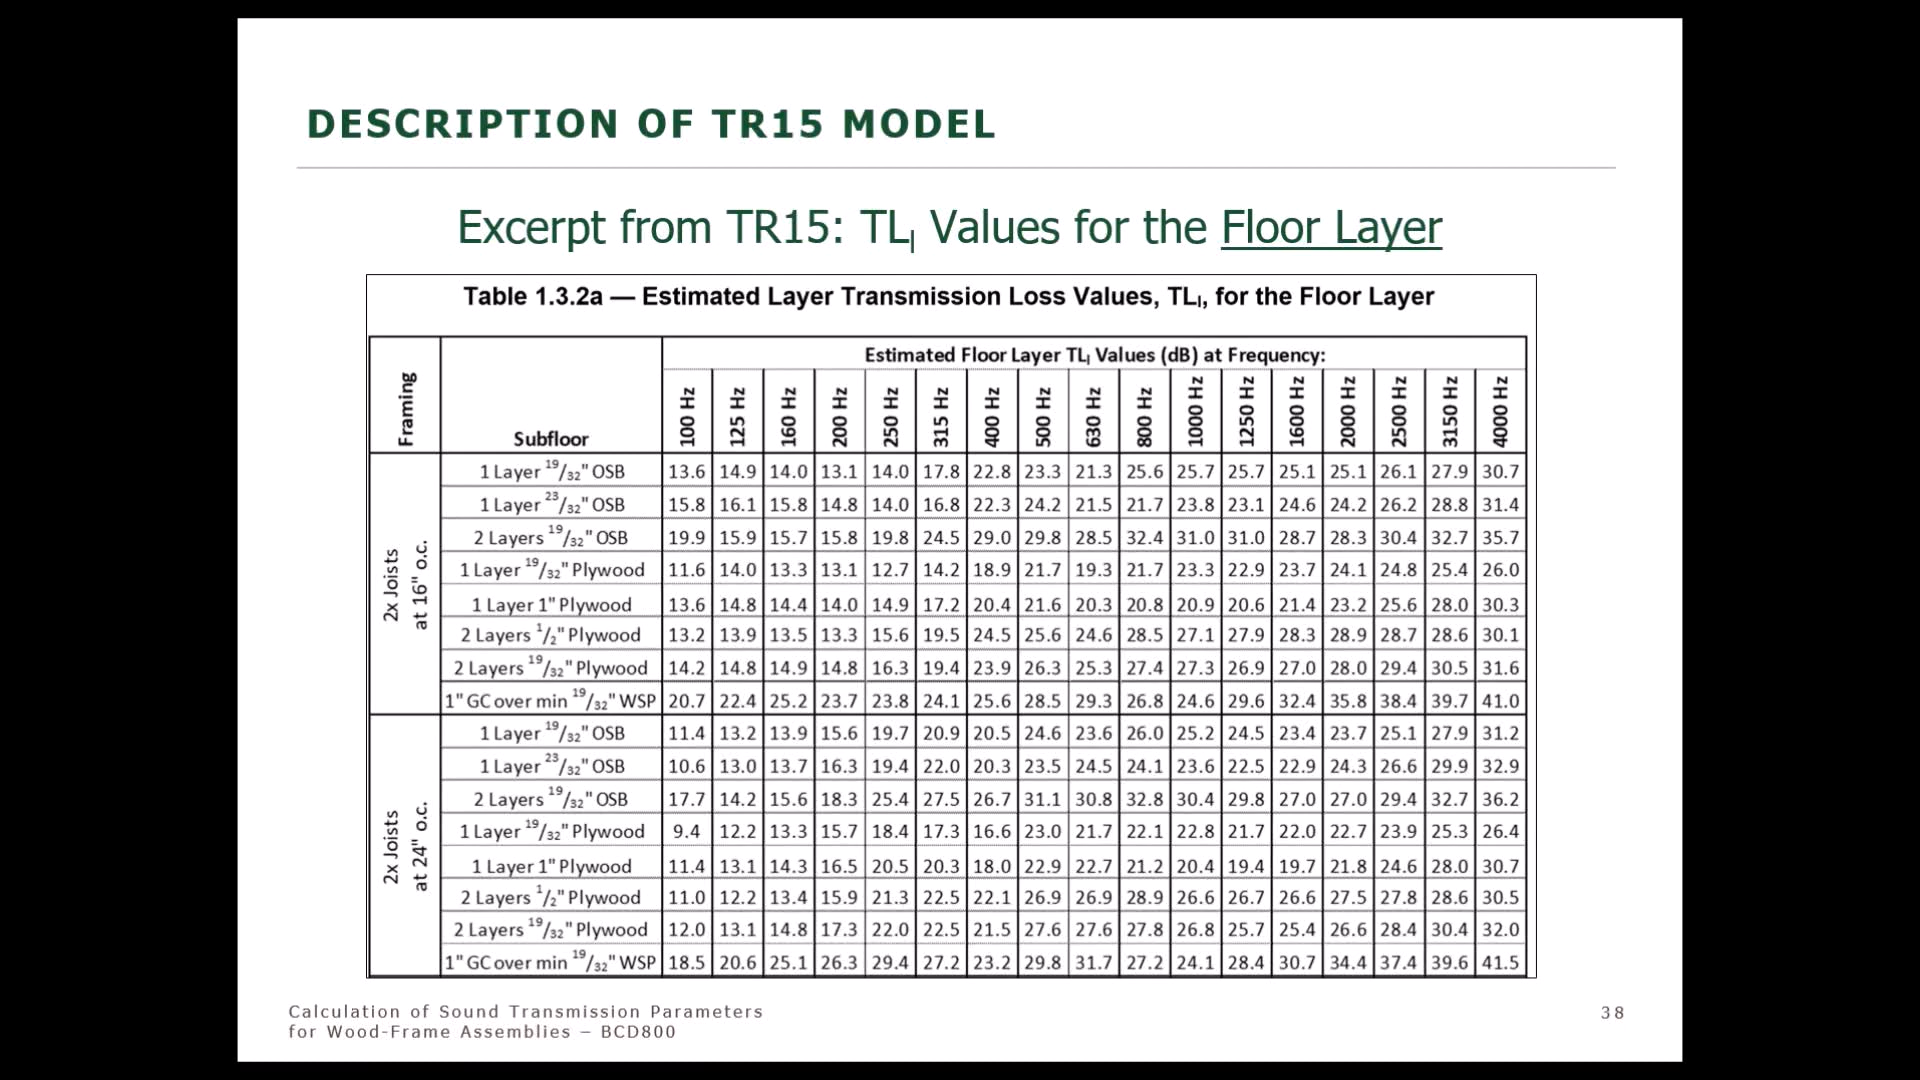 DESCRIPTION OF TR15 MODEL
Excerpt from TR15: TLl Values for the Floor Layer
Table 1.3.2a — Estimated Layer Transmission Loss Values, TLl, for the Floor Layer
Framing Subfloor Estimated Floor Layer TLl Values (dB) at Frequency:
100 Hz 125 Hz 160 Hz 200 Hz 250 Hz 315 Hz 400 Hz 500 Hz 630 Hz 800 Hz 1000 Hz 1250 Hz 1600 Hz 2000 Hz 2500 Hz 3150 Hz 4000 Hz
2x Joists
at 16" o.c.
1 Layer 19/32" OSB 13.6 14.9 14.0 13.1 14.0 17.8 22.8 23.3 21.3 25.6 25.7 25.7 25.1 25.1 26.1 27.9 30.7
1 Layer 23/32" OSB 15.8 16.1 15.8 14.8 14.0 16.8 22.3 24.2 21.5 21.7 23.8 23.1 24.6 24.2 26.2 28.8 31.4
2 Layers 19/32" OSB 19.9 15.9 15.7 15.8 19.8 24.5 29.0 29.8 28.5 32.4 31.0 31.0 28.7 28.3 30.4 32.7 35.7
1 Layer 19/32" Plywood 11.6 14.0 13.3 13.1 12.7 14.2 18.9 21.7 19.3 21.7 23.3 22.9 23.7 24.1 24.8 25.4 26.0
1 Layer 1" Plywood 13.6 14.8 14.4 14.0 14.9 17.2 20.4 21.6 20.3 20.8 20.9 20.6 21.4 23.2 25.6 28.0 30.3
2 Layers 1/2" Plywood 13.2 13.9 13.5 13.3 15.6 19.5 24.5 25.6 24.6 28.5 27.1 27.9 28.3 28.9 28.7 28.6 30.1
2 Layers 19/32" Plywood 14.2 14.8 14.9 14.8 16.3 19.4 23.9 26.3 25.3 27.4 27.3 26.9 27.0 28.0 29.4 30.5 31.6
1" GC over min 19/32" WSP 20.7 22.4 25.2 23.7 23.8 24.1 25.6 28.5 29.3 26.8 24.6 29.6 32.4 35.8 38.4 39.7 41.0
2x Joists
at 24" o.c.
1 Layer 19/32" OSB 11.4 13.2 13.9 15.6 19.7 20.9 20.5 24.6 23.6 26.0 25.2 24.5 23.4 23.7 25.1 27.9 31.2
1 Layer 23/32" OSB 10.6 13.0 13.7 16.3 19.4 22.0 20.3 23.5 24.5 24.1 23.6 22.5 22.9 24.3 26.6 29.9 32.9
2 Layers 19/32" OSB 17.7 14.2 15.6 18.3 25.4 27.5 26.7 31.1 30.8 32.8 30.4 29.8 27.0 27.0 29.4 32.7 36.2
1 Layer 19/32" Plywood 9.4 12.2 13.3 15.7 18.4 17.3 16.6 23.0 21.7 22.1 22.8 21.7 22.0 22.7 23.9 25.3 26.4
1 Layer 1" Plywood 11.4 13.1 14.3 16.5 20.5 20.3 18.0 22.9 22.7 21.2 20.4 19.4 19.7 21.8 24.6 28.0 30.7
2 Layers 1/2" Plywood 11.0 12.2 13.4 15.9 21.3 22.5 22.1 26.9 26.9 28.9 26.6 26.7 26.6 27.5 27.8 28.6 30.5
2 Layers 19/32" Plywood 12.0 13.1 14.8 17.3 22.0 22.5 21.5 27.6 27.6 27.8 26.8 25.7 25.4 26.6 28.4 30.4 32.0
1" GC over min 19/32" WSP 18.5 20.6 25.1 26.3 29.4 27.2 23.2 29.8 31.7 27.2 24.1 28.4 30.7 34.4 37.4 39.6 41.5
Calculation of Sound Transmission Parameters
for Wood-Frame Assemblies – BCD800
38